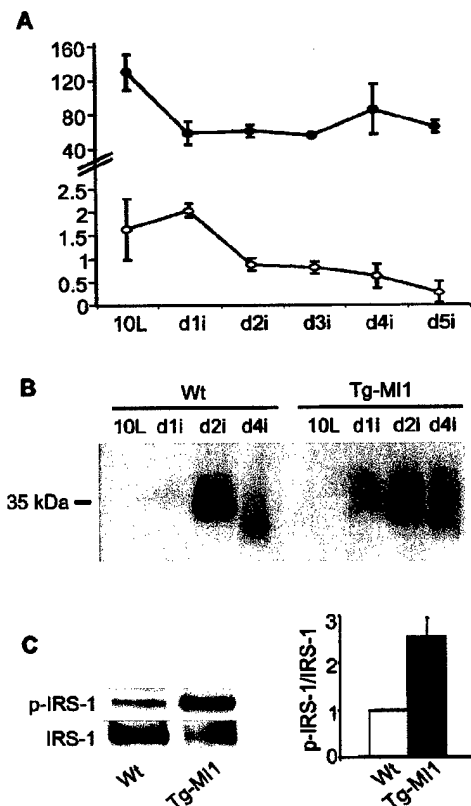 A
160
120
80
40
2.5
2
1.5
1
0.5
0
10L d1i d2i d3i d4i d5i
B
Wt Tg-MI1
10L d1i d2i d4i 10L d1i d2i d4i
35 kDa
C
p-IRS-1
IRS-1
Wt Tg-MI1
p-IRS-1/IRS-1
3
2
1
0
Wt Tg-MI1